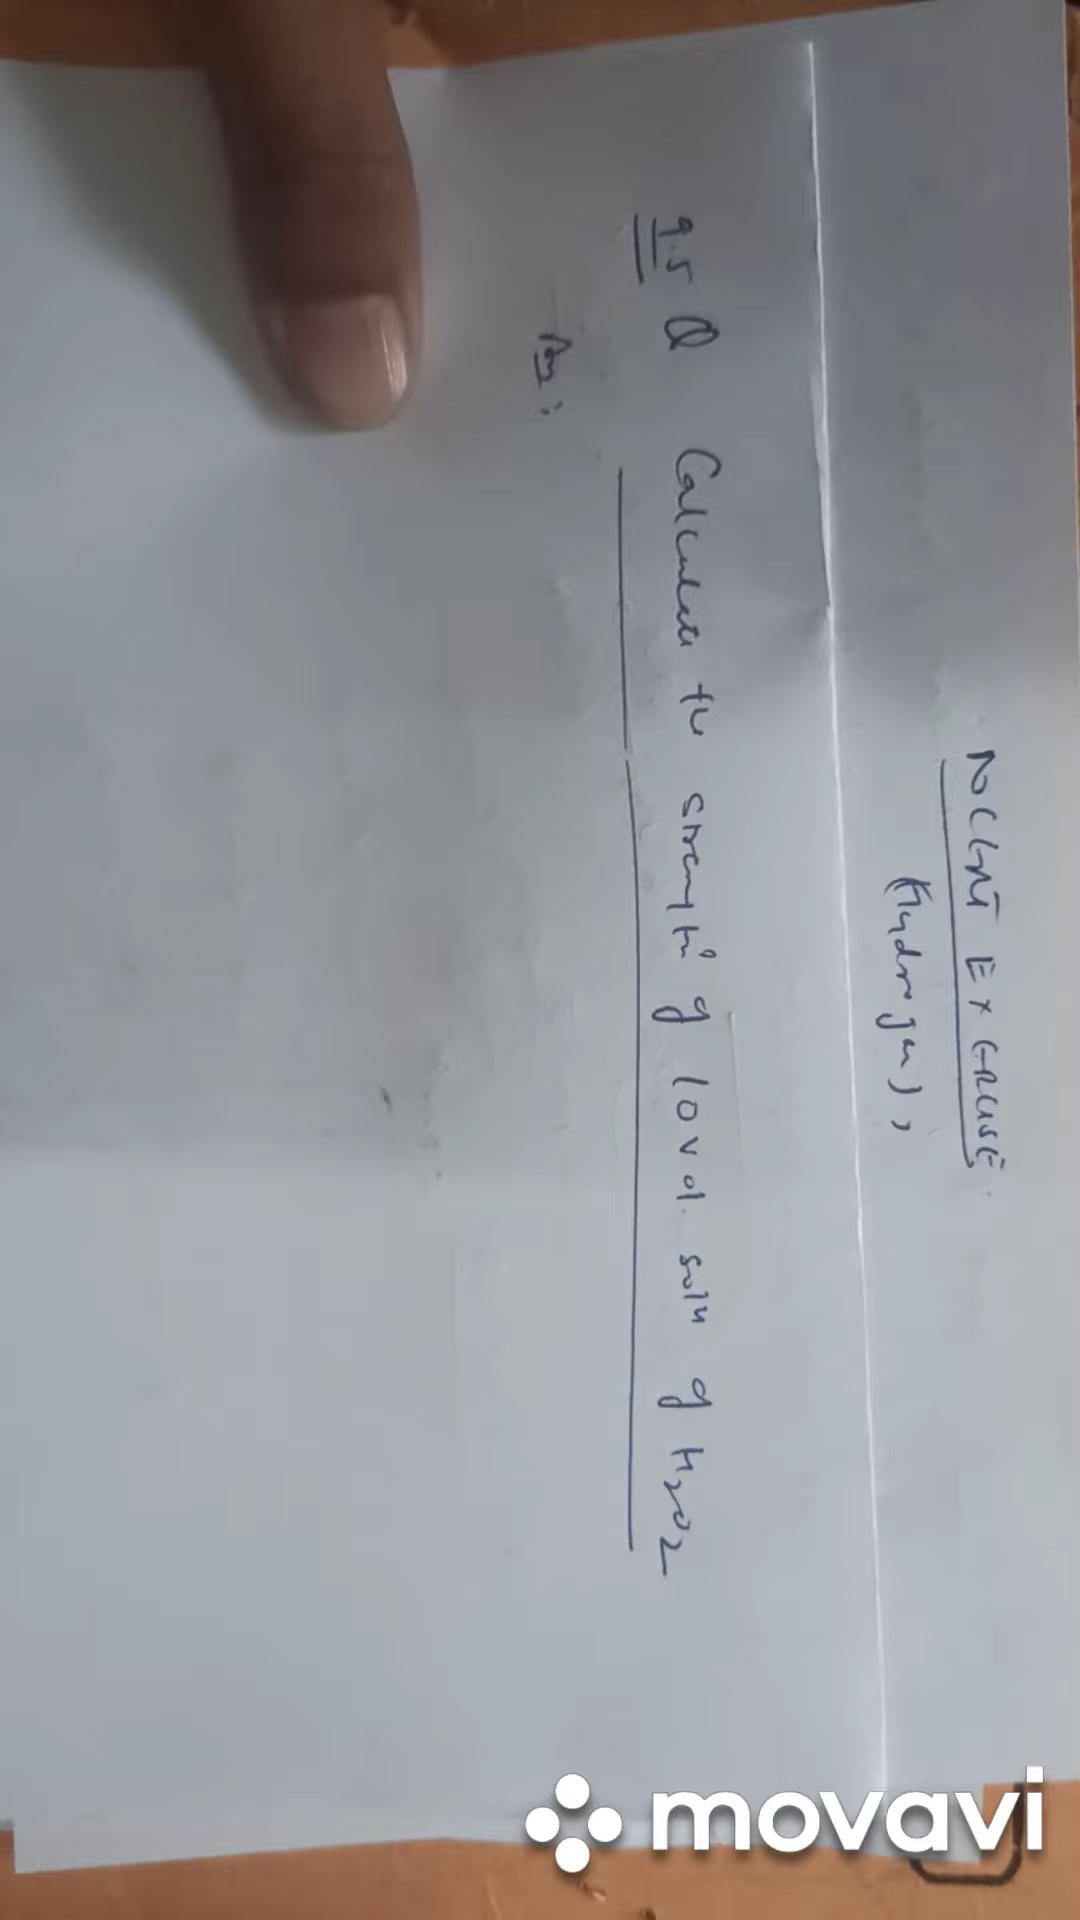 NCERT EXERCISE:
(Hydrogen),
9.5 Q Calculate the strength of 10 vol. soln of H2O2
Ans:
movavi